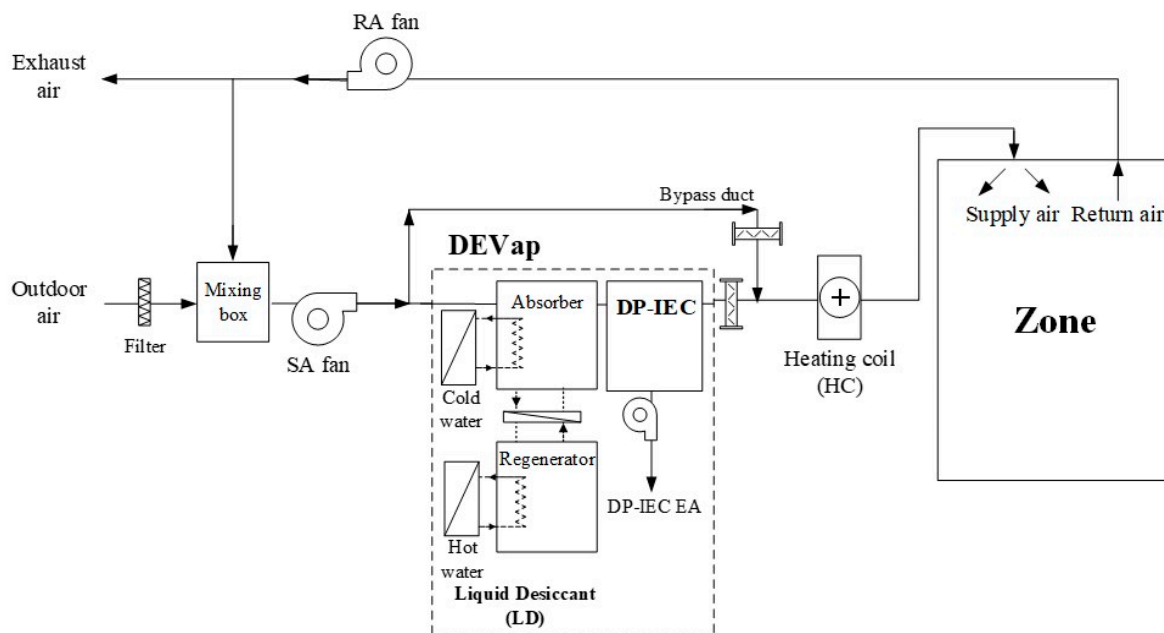 RA fan
Exhaust
air
Supply air
Return air
Bypass duct
DEVap
Outdoor
air
Mixing
box
Absorber
DP-IEC
Zone
Filter
SA fan
Heating coil
(HC)
Cold
water
Regenerator
DP-IEC EA
Hot
water
Liquid Desiccant
(LD)